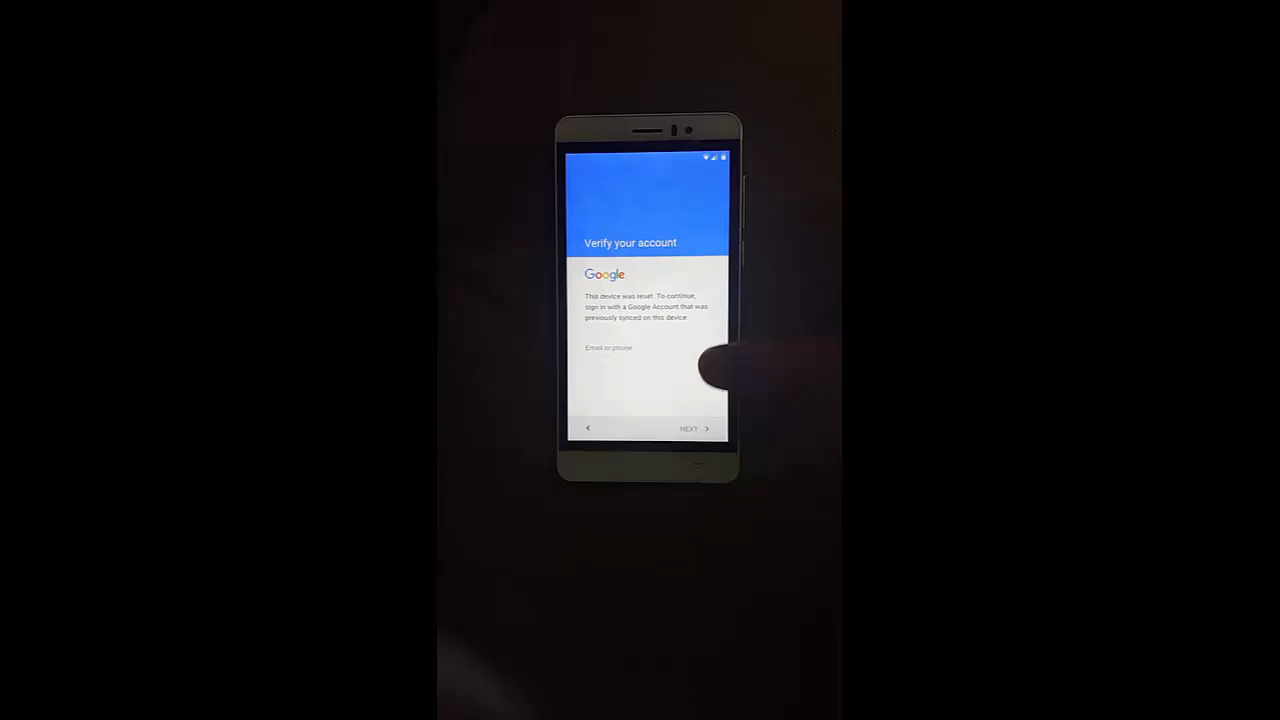 Verify your account
Google
This device was reset. To continue,
sign in with a Google Account that was
previously synced on this device
Email or phone
NEXT